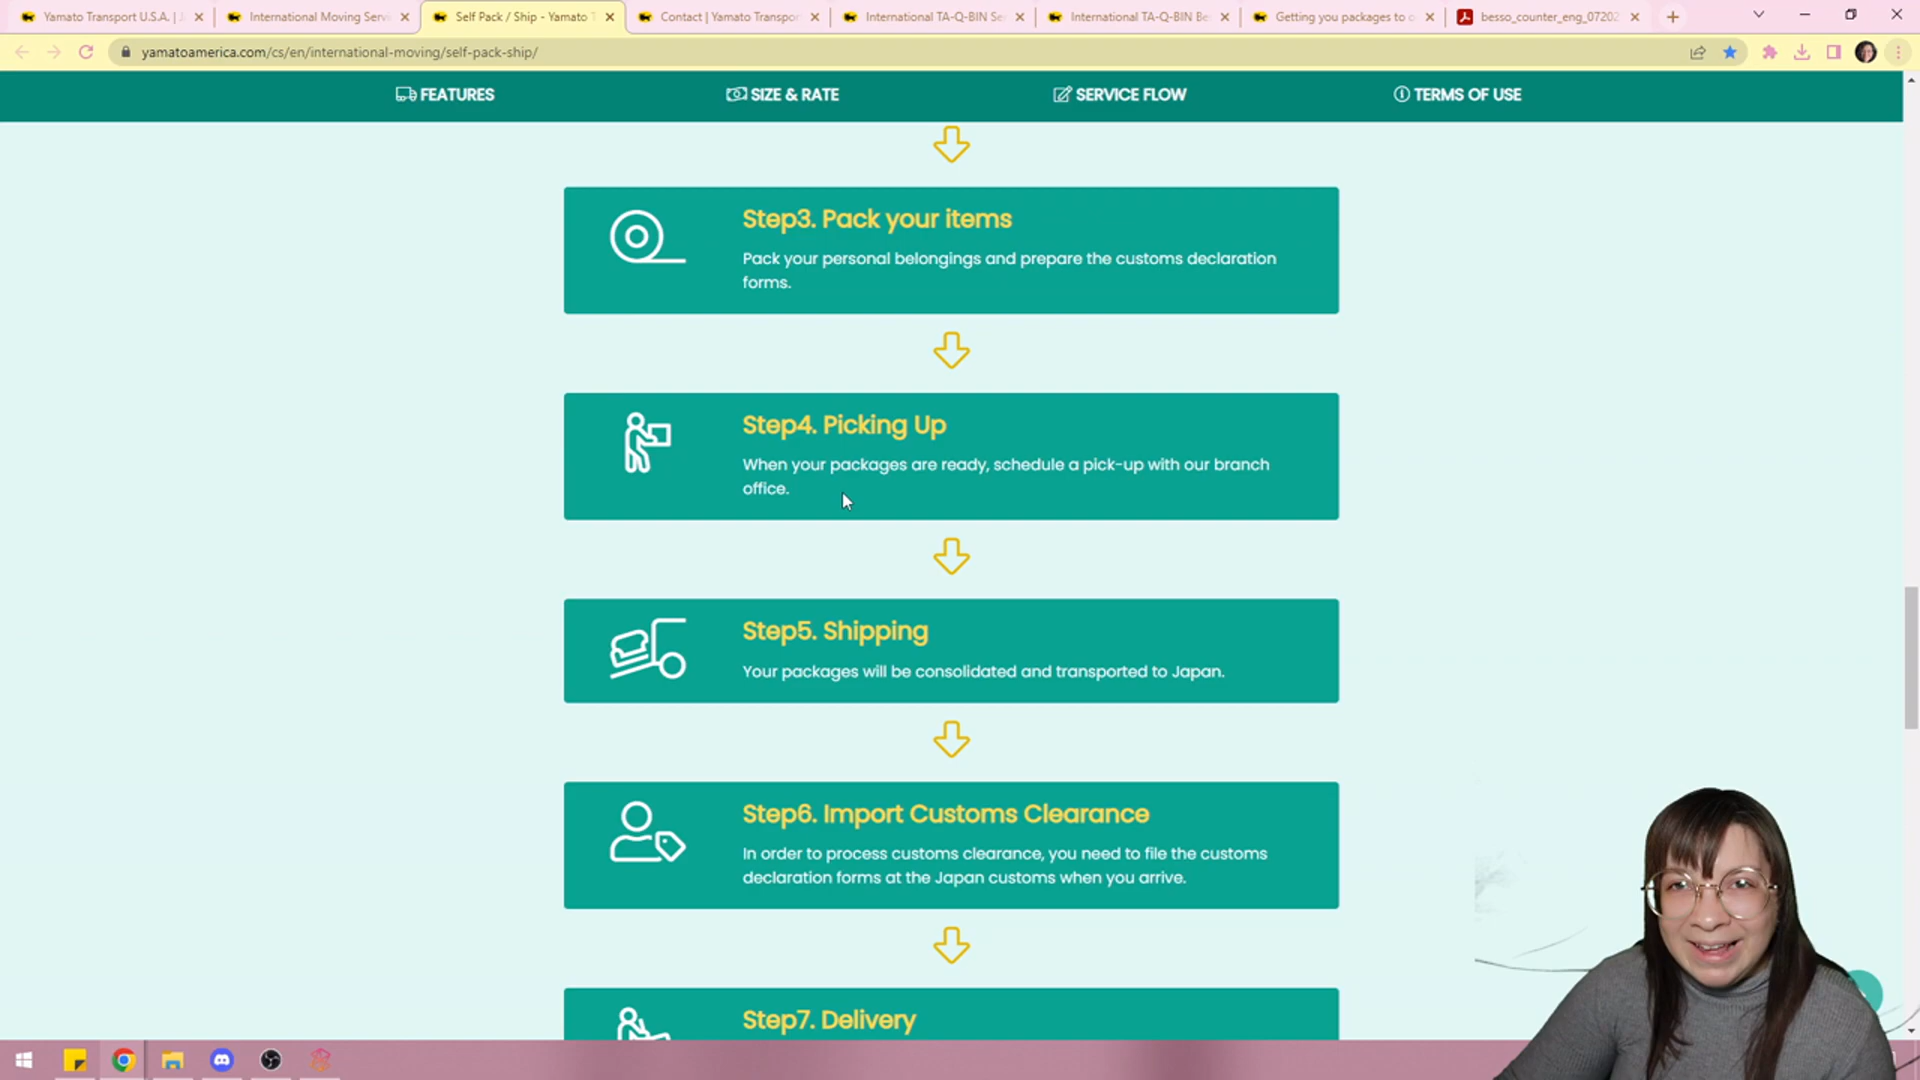 Yamato Transport U.S.A. | J
International Moving Servi
Self Pack / Ship - Yamato T
Contact | Yamato Transpor
International TA-Q-BIN Se
International TA-Q-BIN Be
Getting you packages to o
besso_counter_eng_07202
yamatoamerica.com/cs/en/international-moving/self-pack-ship/
FEATURES
SIZE & RATE
SERVICE FLOW
TERMS OF USE
Step3. Pack your items
Pack your personal belongings and prepare the customs declaration
forms.
Step4. Picking Up
When your packages are ready, schedule a pick-up with our branch
office.
Step5. Shipping
Your packages will be consolidated and transported to Japan.
Step6. Import Customs Clearance
In order to process customs clearance, you need to file the customs
declaration forms at the Japan customs when you arrive.
Step7. Delivery